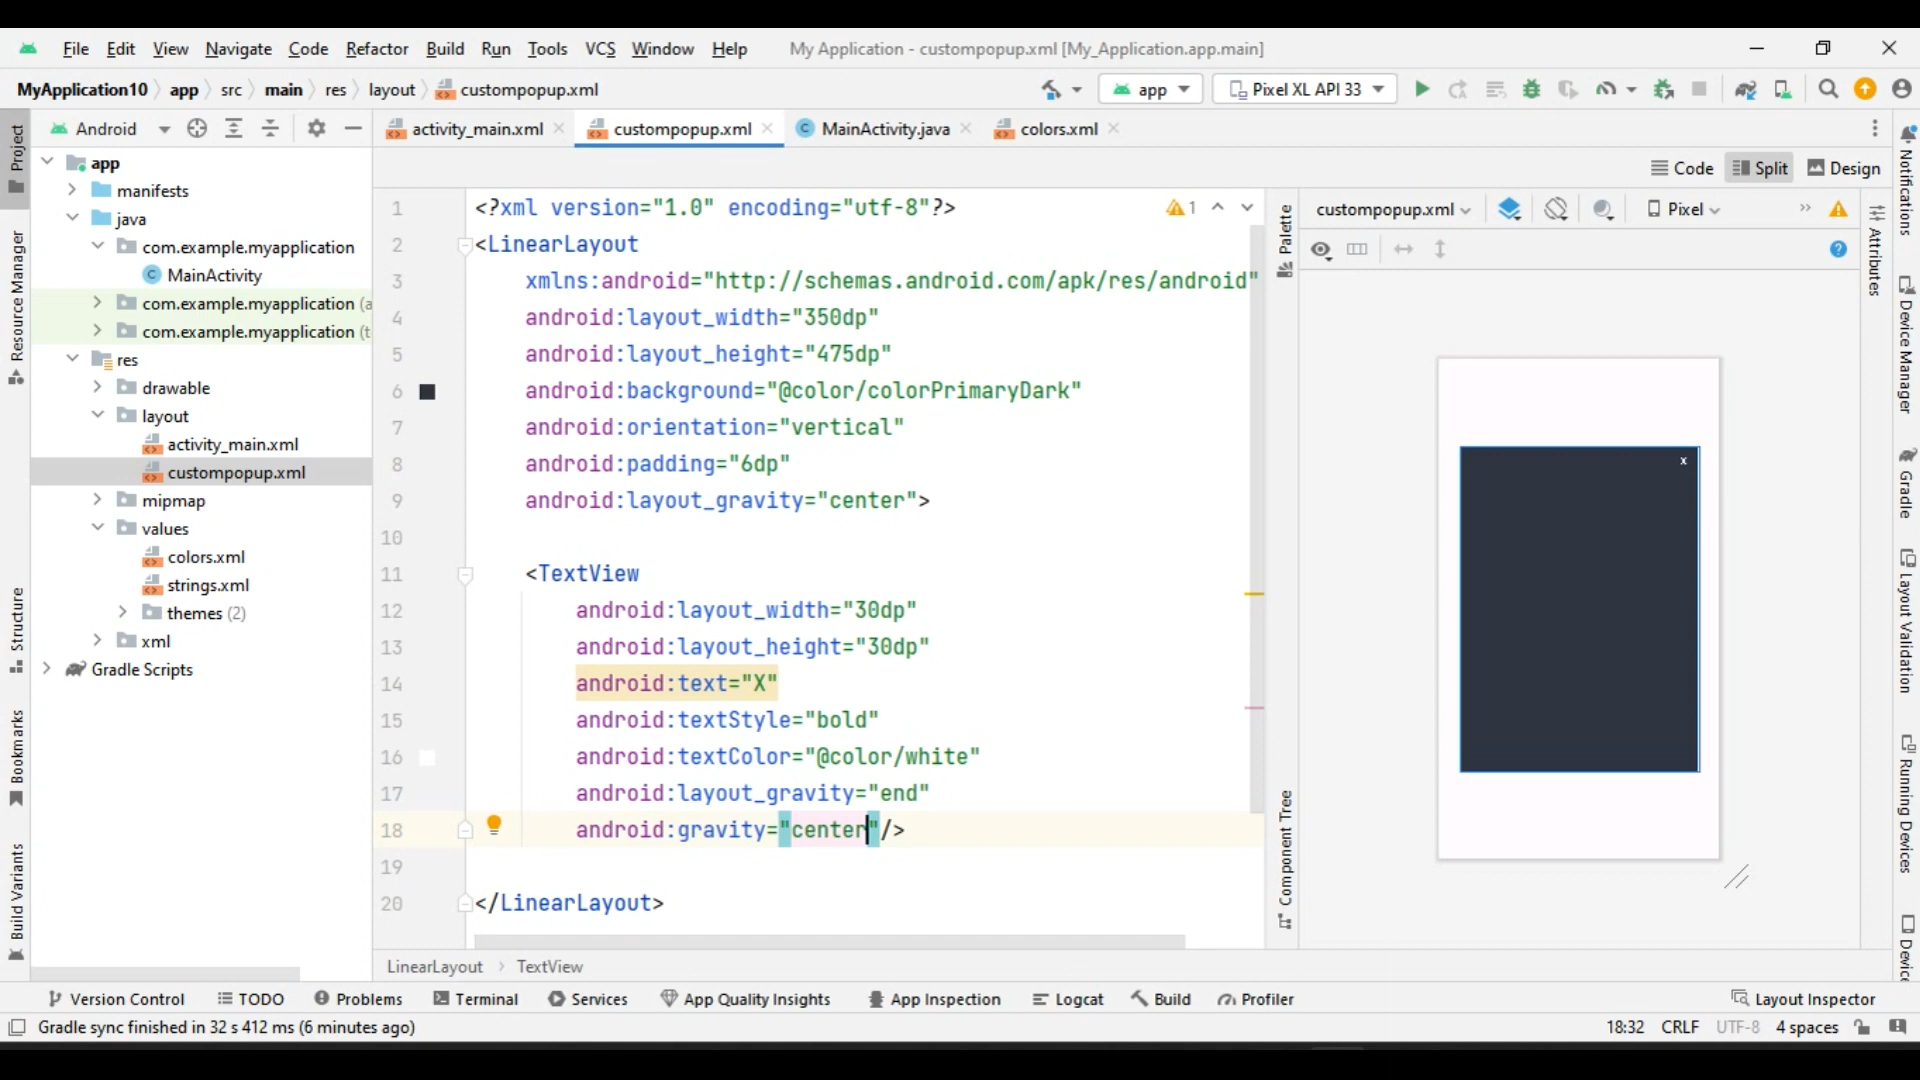 File Edit View Navigate Code Refactor Build Run Tools VCS Window Help My Application - custompopup.xml [My_Application.app.main]
MyApplication10 app src main res layout custompopup.xml app Pixel XL API 33
Project Android activity_main.xml custompopup.xml MainActivity.java colors.xml
Code Split Design
app
manifests
java
com.example.myapplication
MainActivity
com.example.myapplication (a
com.example.myapplication (t
res
drawable
layout
activity_main.xml
custompopup.xml
mipmap
values
colors.xml
strings.xml
themes (2)
xml
Gradle Scripts
Resource Manager
Structure
Bookmarks
Build Variants
1 <?xml version="1.0" encoding="utf-8"?> 1
2 <LinearLayout
3 xmlns:android="http://schemas.android.com/apk/res/android"
4 android:layout_width="350dp"
5 android:layout_height="475dp"
6 android:background="@color/colorPrimaryDark"
7 android:orientation="vertical"
8 android:padding="6dp"
9 android:layout_gravity="center">
10
11 <TextView
12 android:layout_width="30dp"
13 android:layout_height="30dp"
14 android:text="X"
15 android:textStyle="bold"
16 android:textColor="@color/white"
17 android:layout_gravity="end"
18 android:gravity="center"/>
19
20 </LinearLayout>
LinearLayout TextView
Palette
Component Tree
custompopup.xml Pixel
?
X
Attributes
Notifications
Device Manager
Gradle
Layout Validation
Running Devices
Devic
Version Control TODO Problems Terminal Services App Quality Insights App Inspection Logcat Build Profiler Layout Inspector
Gradle sync finished in 32 s 412 ms (6 minutes ago) 18:32 CRLF UTF-8 4 spaces